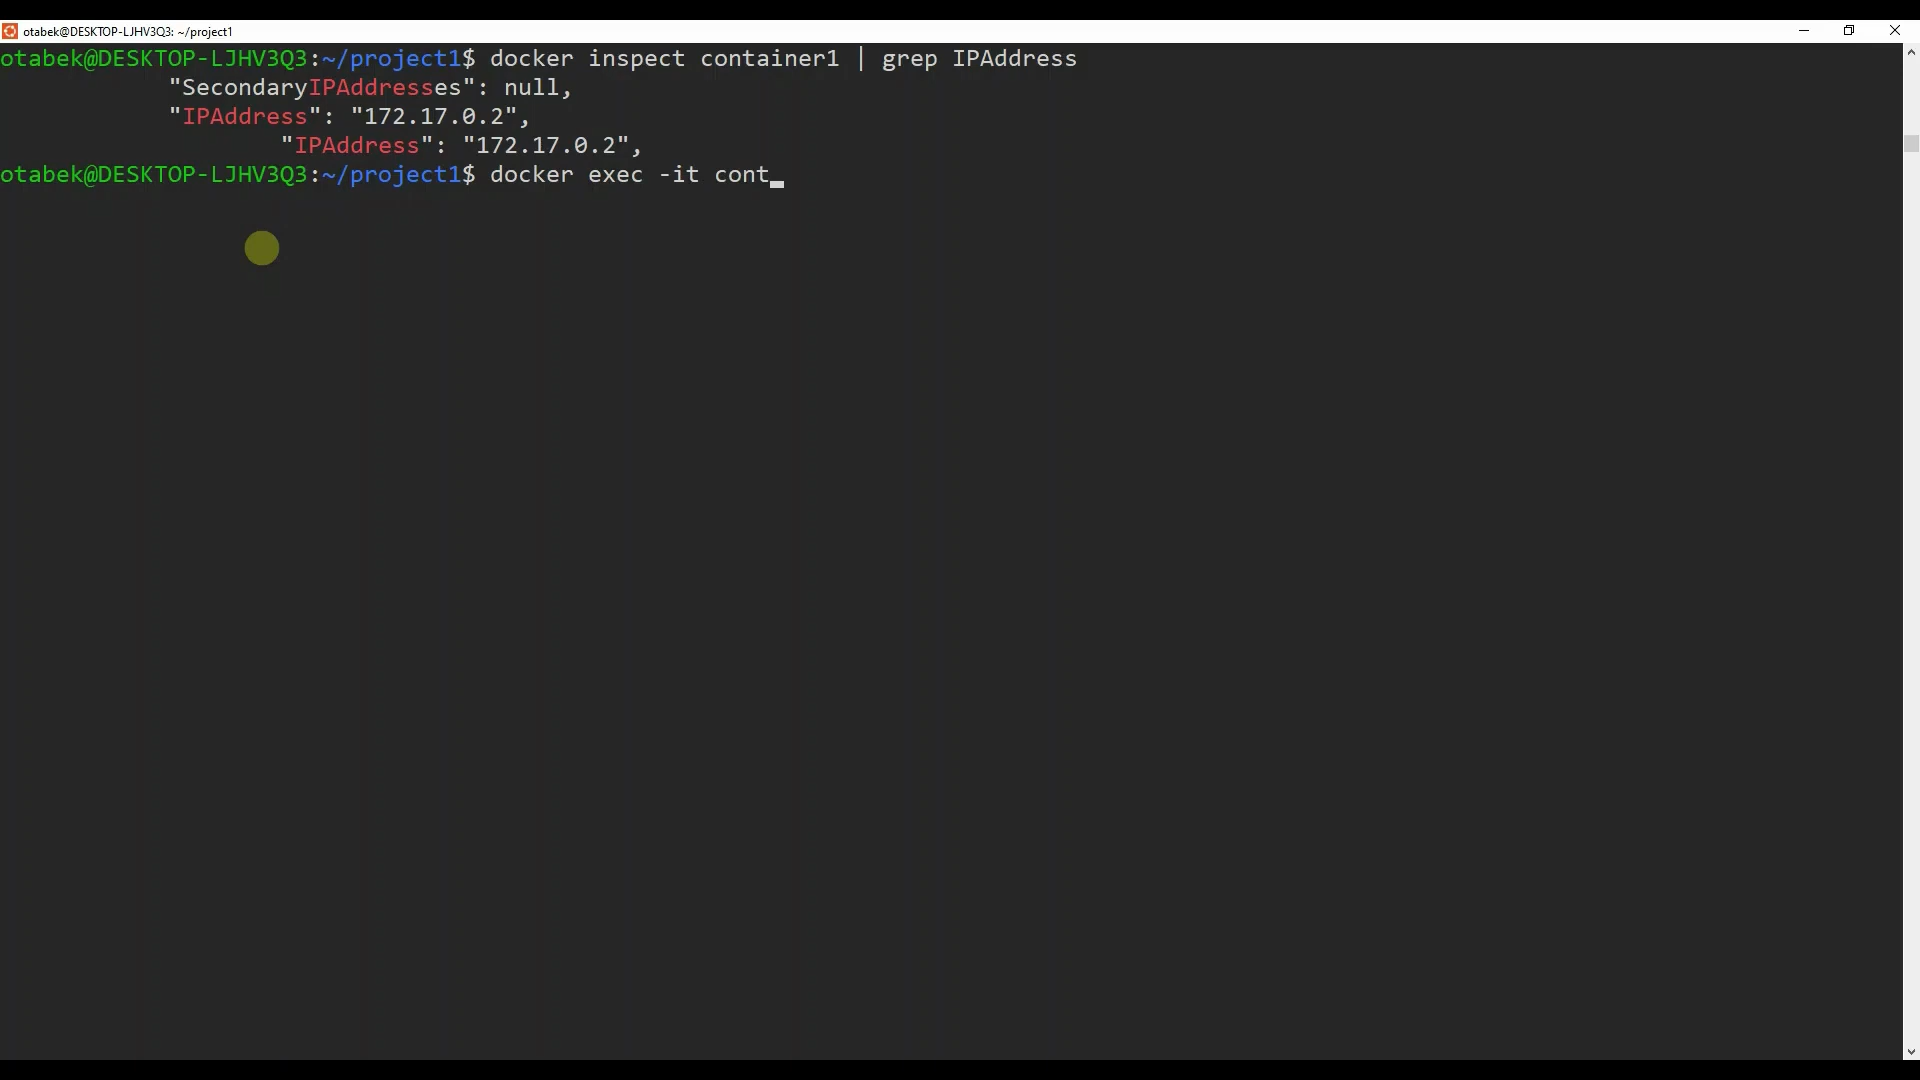 otabek@DESKTOP-LJHV3Q3: ~/project1
otabek@DESKTOP-LJHV3Q3:~/project1$ docker inspect container1 | grep IPAddress
"SecondaryIPAddresses": null,
"IPAddress": "172.17.0.2",
"IPAddress": "172.17.0.2",
otabek@DESKTOP-LJHV3Q3:~/project1$ docker exec -it cont